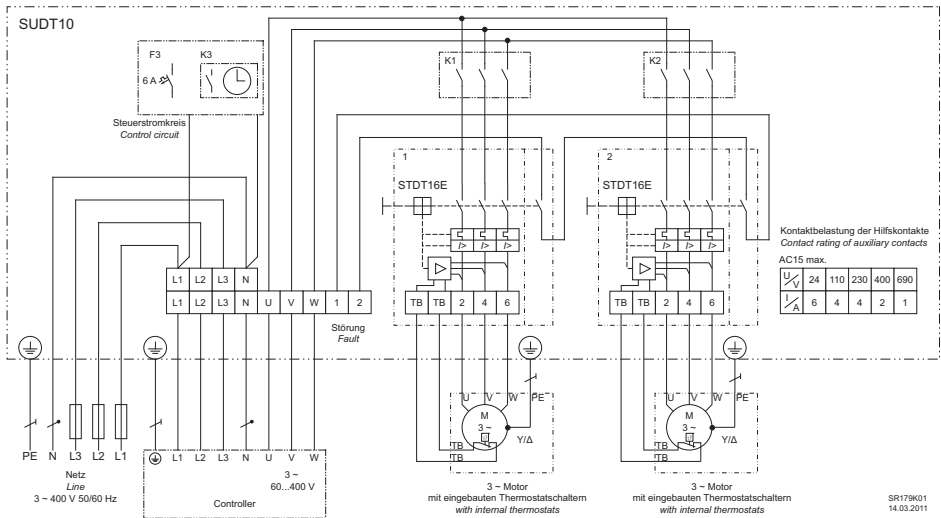 SUDT10
F3
K3
6 A
Steuerstromkreis
Control circuit
K1
K2
1
STDT16E
I> I> I>
TB TB 2 4 6
2
STDT16E
I> I> I>
TB TB 2 4 6
L1 L2 L3 N
L1 L2 L3 N U V W 1 2
Störung
Fault
Kontaktbelastung der Hilfskontakte
Contact rating of auxiliary contacts
AC15 max.
U/V 24 110 230 400 690
I/A 6 4 4 2 1
PE N L3 L2 L1
Netz
Line
3 ~ 400 V 50/60 Hz
L1 L2 L3 N U V W
3 ~
60...400 V
Controller
U V W PE
M
3 ~
TB
TB
Y/Δ
3 ~ Motor
mit eingebauten Thermostatschaltern
with internal thermostats
U V W PE
M
3 ~
TB
TB
Y/Δ
3 ~ Motor
mit eingebauten Thermostatschaltern
with internal thermostats
SR179K01
14.03.2011